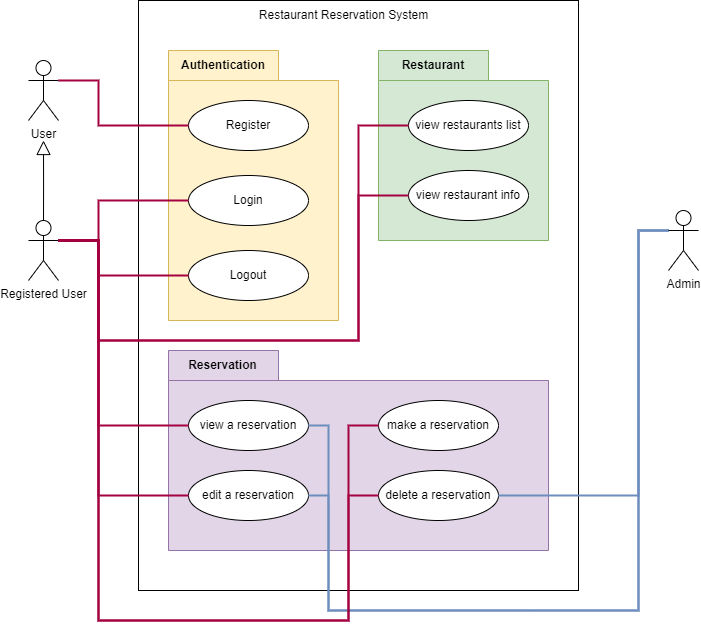 Restaurant Reservation System
Authentication
Restaurant
Register
view restaurants list
User
Login
view restaurant info
Logout
Registered User
Admin
Reservation
view a reservation
make a reservation
edit a reservation
delete a reservation